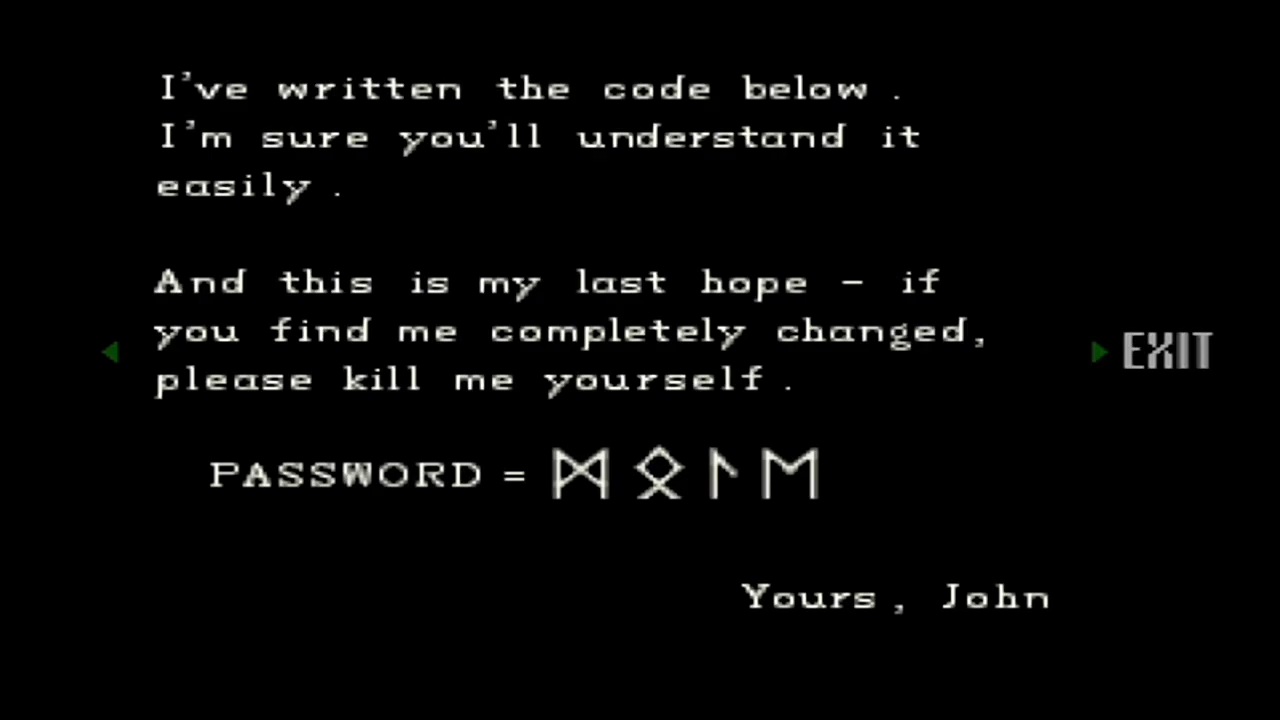 I've written the code below .
I'm sure you'll understand it
easily .
And this is my last hope - if
you find me completely changed,
please kill me yourself .
EXIT
PASSWORD = ᛞᛟᚚᛖ
Yours, John